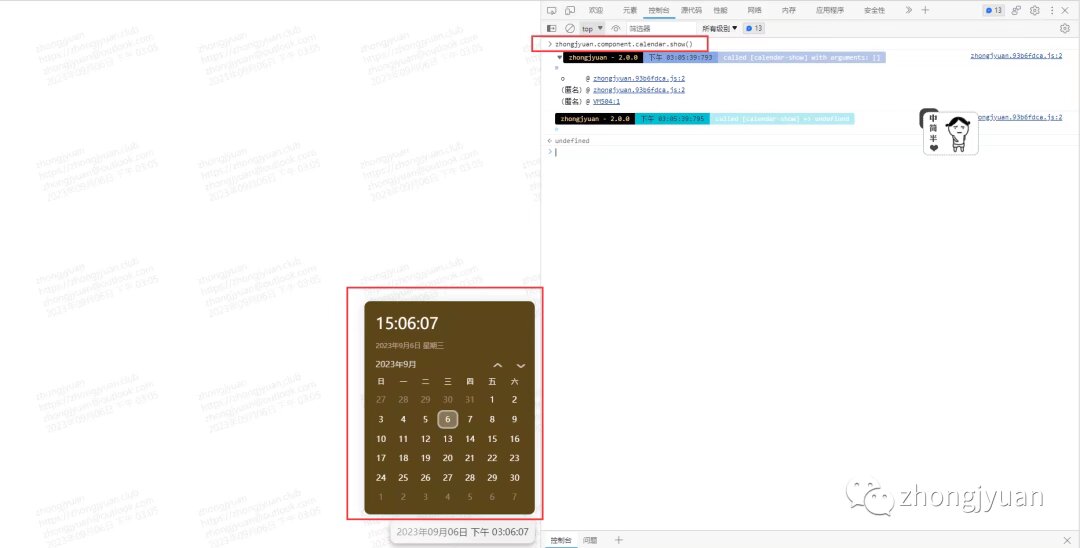 欢迎 元素 控制台 源代码 性能 网络 内存 应用程序 安全性 13
top 筛选器 所有级别 13
zhongjyuan.component.calendar.show()
zhongjyuan - 2.0.0 下午 03:05:39:793 called [calendar-show] with arguments: [] zhongjyuan.93b6fdca.js:2
o @ zhongjyuan.93b6fdca.js:2
(匿名) @ zhongjyuan.93b6fdca.js:2
(匿名) @ VM504:1
zhongjyuan - 2.0.0 下午 03:05:39:795 called [calendar-show] => undefined zhongjyuan.93b6fdca.js:2
undefined
中
简
半
zhongjyuan.club
https://zhongjyuan.club
zhongjyuan@outlook.com
2023年09月06日 下午 03:05
15:06:07
2023年9月6日 星期三
2023年9月
日 一 二 三 四 五 六
27 28 29 30 31 1 2
3 4 5 6 7 8 9
10 11 12 13 14 15 16
17 18 19 20 21 22 23
24 25 26 27 28 29 30
1 2 3 4 5 6 7
2023年09月06日 下午 03:06:07
zhongjyuan
控制台 问题